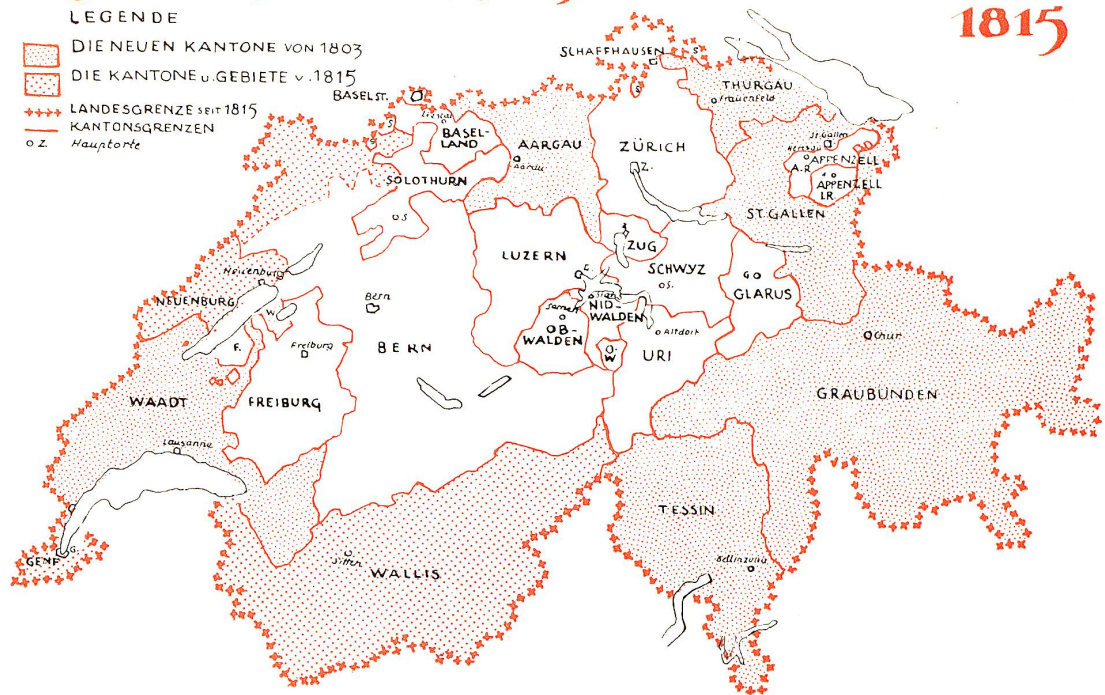 1815
LEGENDE
DIE NEUEN KANTONE VON 1803
DIE KANTONE u. GEBIETE v. 1815
LANDESGRENZE SEIT 1815
KANTONSGRENZEN
Z. Hauptorte
SCHAFFHAUSEN
S.
S
BASELST.
Liestal
BASEL-
LAND
S
S
AARGAU
Aarau
ZÜRICH
Z.
THURGAU
Frauenfeld
St. Gallen
Herisau
APPENZELL
A.R.
A
APPENZELL
I.R.
SOLOTHURN
S.
ST. GALLEN
LUZERN
L.
ZUG
SCHWYZ
S.
G
GLARUS
Neuenburg
NEUENBURG
Bern
BERN
Stans
NID-
WALDEN
Sarnen
OB-
WALDEN
O.
W
Altdorf
URI
Chur
GRAUBÜNDEN
F.
Freiburg
FREIBURG
WAADT
Lausanne
TESSIN
Bellinzona
GENF
G.
Sitten
WALLIS